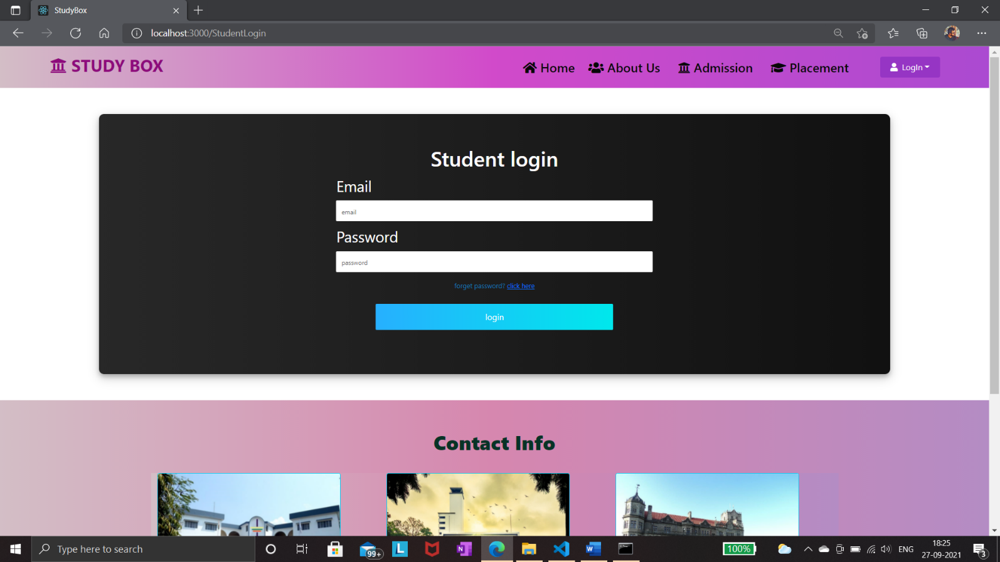 StudyBox
localhost:3000/StudentLogin
STUDY BOX
Home
About Us
Admission
Placement
LogIn
Student login
Email
email
Password
password
forget password? click here
login
Contact Info
Type here to search
99+
L
N
W
100%
ENG
18:25
27-09-2021
3